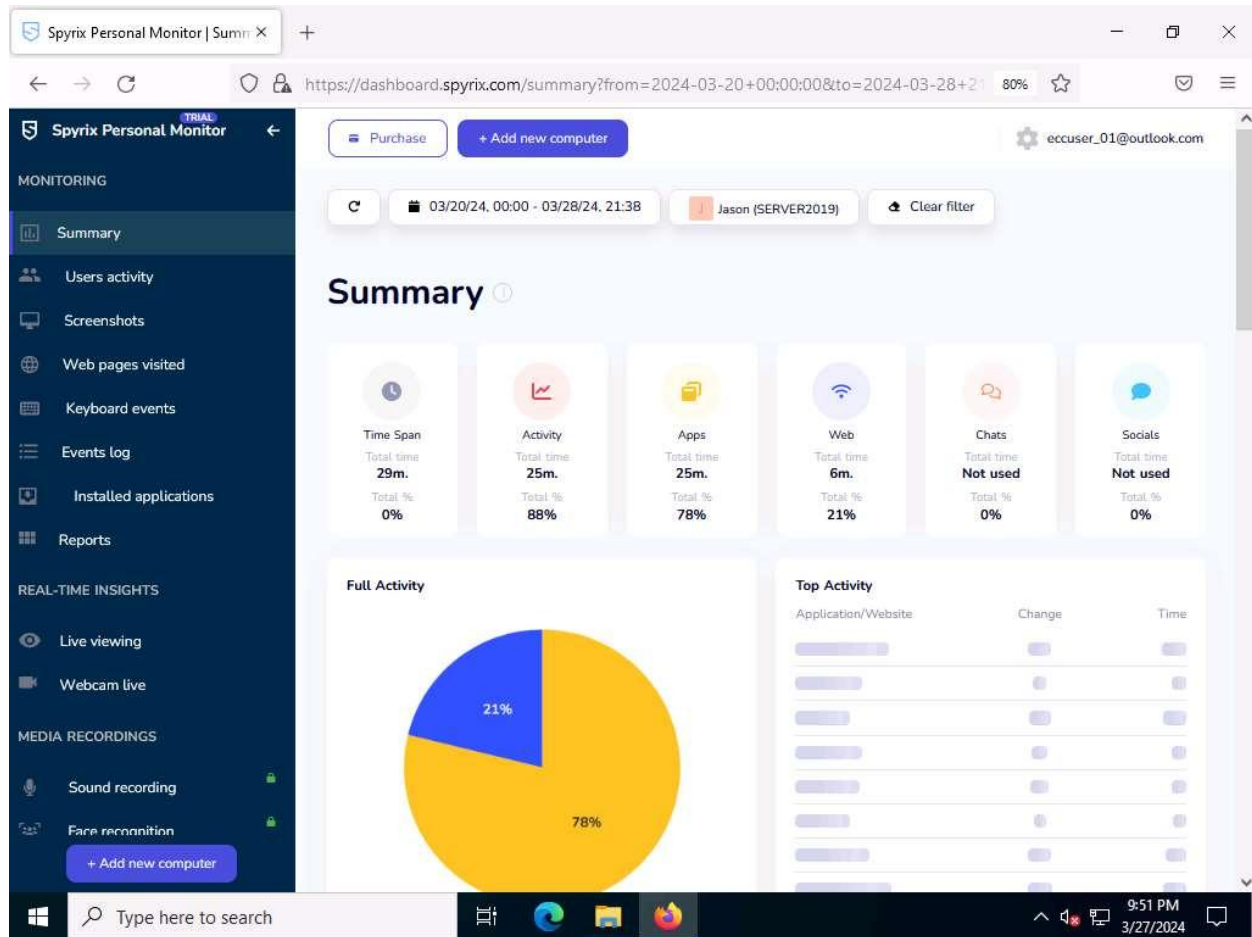 Spyrix Personal Monitor | Summ
https://dashboard.spyrix.com/summary?from=2024-03-20+00:00:00&to=2024-03-28+21
80%
TRIAL
Spyrix Personal Monitor
Purchase
+ Add new computer
eccuser_01@outlook.com
MONITORING
03/20/24, 00:00 - 03/28/24, 21:38
J Jason (SERVER2019)
Clear filter
Summary
Users activity
Screenshots
Web pages visited
Keyboard events
Events log
Installed applications
Reports
REAL-TIME INSIGHTS
Live viewing
Webcam live
MEDIA RECORDINGS
Sound recording
Face recognition
+ Add new computer
Summary
Time Span
Total time
29m.
Total %
0%
Activity
Total time
25m.
Total %
88%
Apps
Total time
25m.
Total %
78%
Web
Total time
6m.
Total %
21%
Chats
Total time
Not used
Total %
0%
Socials
Total time
Not used
Total %
0%
Full Activity
21%
78%
Top Activity
Application/Website Change Time
Type here to search
9:51 PM
3/27/2024